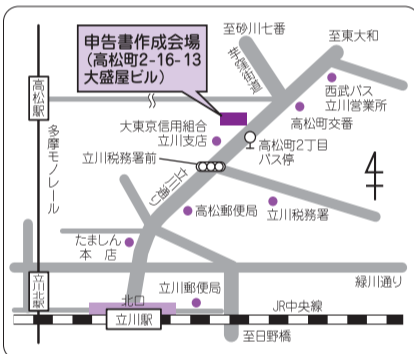 至砂川七番
至東大和
申告書作成会場
(高松町2-16-13
大盛屋ビル)
芋窪街道
西武バス
立川営業所
高松駅
高松町交番
大東京信用組合
立川支店
高松町2丁目
バス停
多摩モノレール
立川税務署前
立川通り
4
高松郵便局
立川税務署
たましん
本店
緑川通り
立川北駅
北口
立川郵便局
JR中央線
立川駅
至日野橋